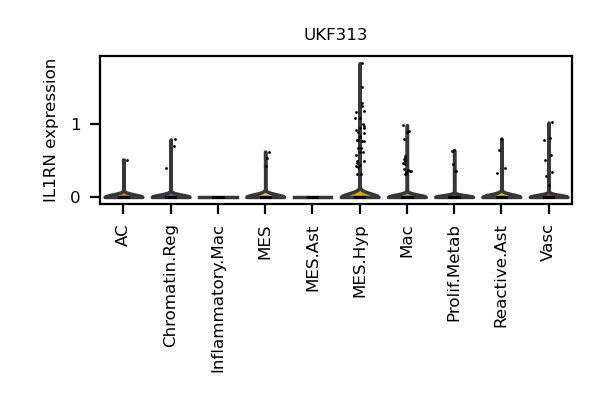 UKF313
IL1RN expression
1
0
AC
Chromatin.Reg
Inflammatory.Mac
MES
MES.Ast
MES.Hyp
Mac
Prolif.Metab
Reactive.Ast
Vasc